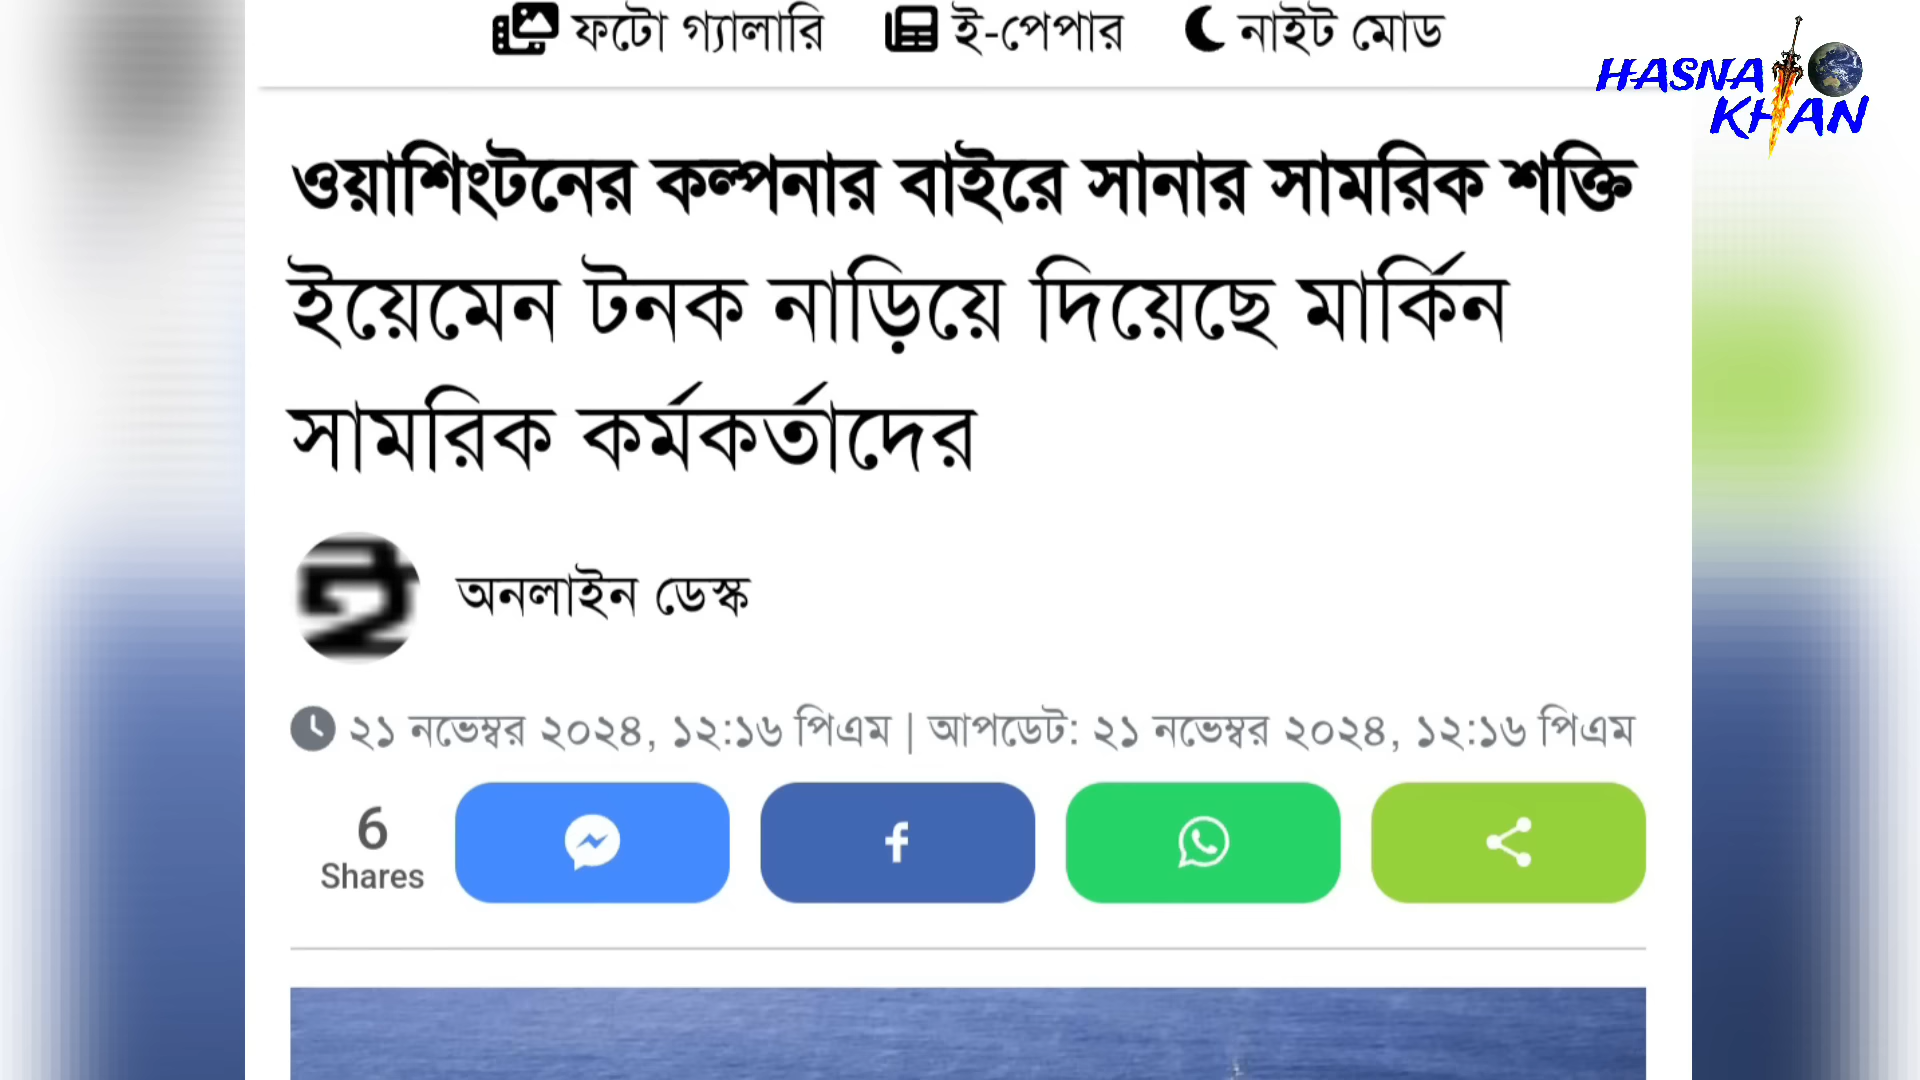 ফটো গ্যালারি ই-পেপার নাইট মোড
HASNA
KHAN
ওয়াশিংটনের কল্পনার বাইরে সানার সামরিক শক্তি
ইয়েমেন টনক নাড়িয়ে দিয়েছে মার্কিন
সামরিক কর্মকর্তাদের
অনলাইন ডেস্ক
২১ নভেম্বর ২০২৪, ১২:১৬ পিএম | আপডেট: ২১ নভেম্বর ২০২৪, ১২:১৬ পিএম
6
Shares